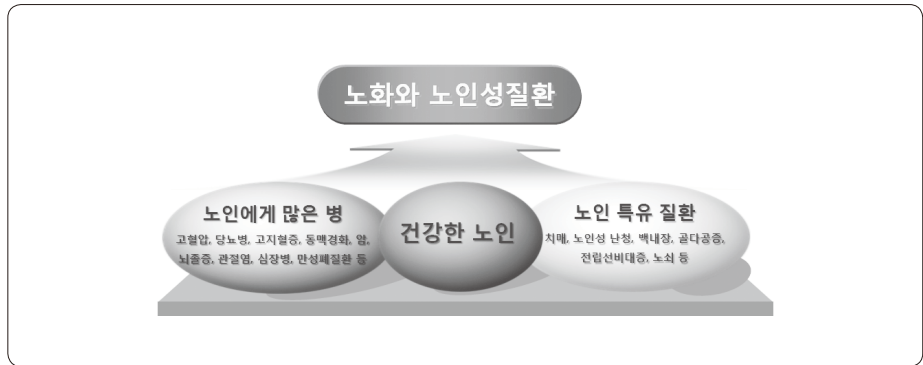 노화와 노인성질환
노인에게 많은 병
고혈압, 당뇨병, 고지혈증, 동맥경화, 암,
뇌졸증, 관절염, 심장병, 만성폐질환 등
건강한 노인
노인 특유 질환
치매, 노인성 난청, 백내장, 골다공증,
전립선비대증, 노쇠 등